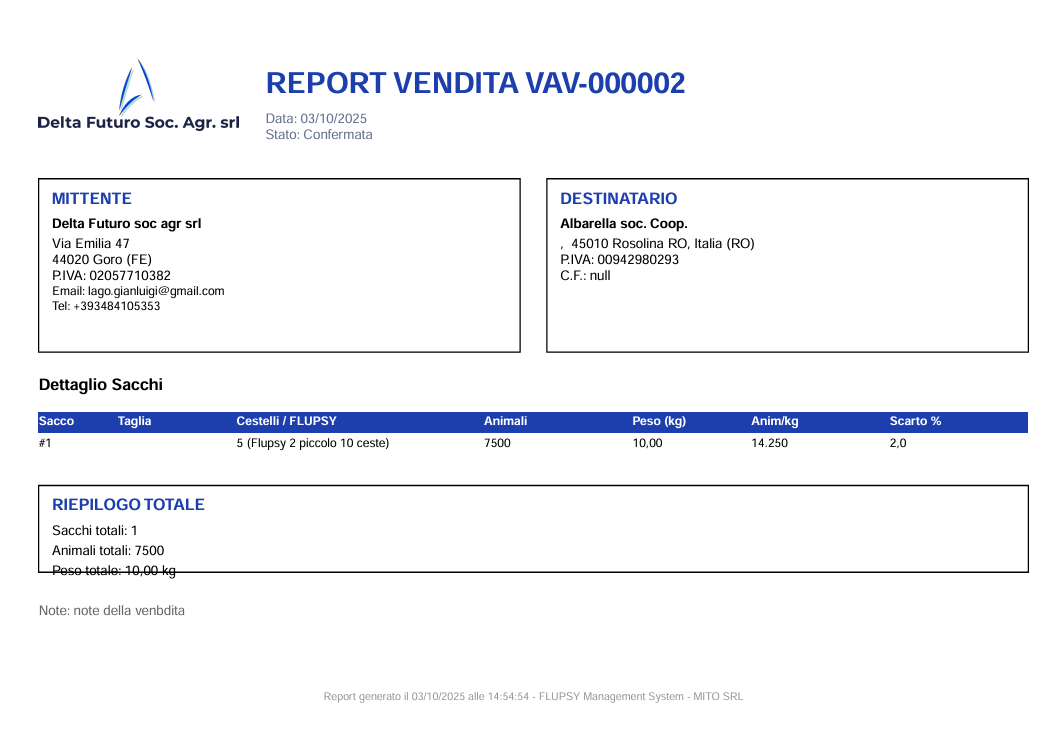 Delta Futuro Soc. Agr. srl
REPORT VENDITA VAV-000002
Data: 03/10/2025
Stato: Confermata
MITTENTE
Delta Futuro soc agr srl
Via Emilia 47
44020 Goro (FE)
P.IVA: 02057710382
Email: lago.gianluigi@gmail.com
Tel: +393484105353
DESTINATARIO
Albarella soc. Coop.
, 45010 Rosolina RO, Italia (RO)
P.IVA: 00942980293
C.F.: null
Dettaglio Sacchi
Sacco Taglia Cestelli / FLUPSY Animali Peso (kg) Anim/kg Scarto %
#1 5 (Flupsy 2 piccolo 10 ceste) 7500 10,00 14.250 2,0
RIEPILOGO TOTALE
Sacchi totali: 1
Animali totali: 7500
Peso totale: 10,00 kg
Note: note della venbdita
Report generato il 03/10/2025 alle 14:54:54 - FLUPSY Management System - MITO SRL